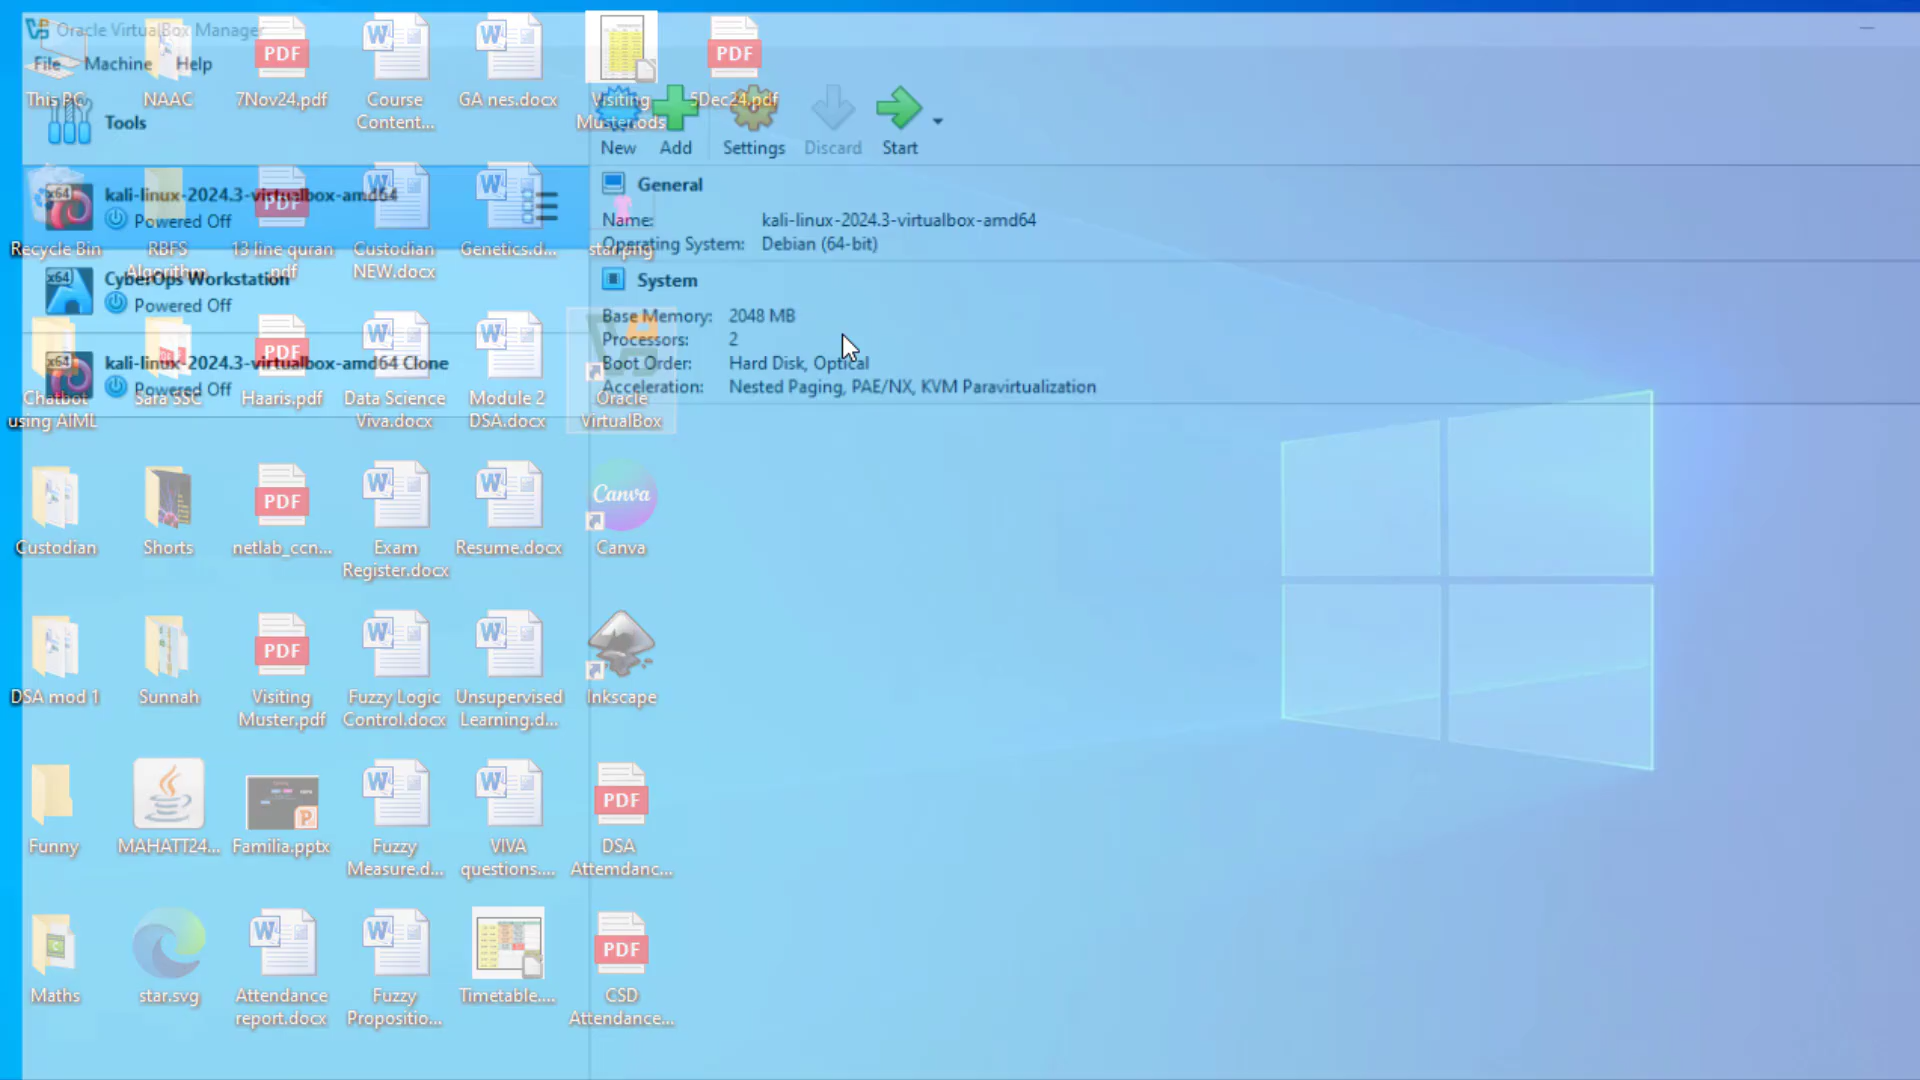 Oracle VirtualBox Manager
File Machine Help
Tools
New Add Settings Discard Start
kali-linux-2024.3-virtualbox-amd64
Powered Off
CyberOps Workstation
Powered Off
kali-linux-2024.3-virtualbox-amd64 Clone
Powered Off
General
Name: kali-linux-2024.3-virtualbox-amd64
Operating System: Debian (64-bit)
System
Base Memory: 2048 MB
Processors: 2
Boot Order: Hard Disk, Optical
Acceleration: Nested Paging, PAE/NX, KVM Paravirtualization
This PC
NAAC
7Nov24.pdf
Course
Content...
GA nes.docx
Visiting
Muster.ods
5Dec24.pdf
Recycle Bin
RBFS
Algorithm
13 line quran
.pdf
Custodian
NEW.docx
Genetics.d...
star.png
Chatbot
using AIML
Sara SSC
Haaris.pdf
Data Science
Viva.docx
Module 2
DSA.docx
Oracle
VirtualBox
Custodian
Shorts
netlab_ccn...
Exam
Register.docx
Resume.docx
Canva
Canva
DSA mod 1
Sunnah
Visiting
Muster.pdf
Fuzzy Logic
Control.docx
Unsupervised
Learning.d...
Inkscape
Funny
MAHATT24...
Familia.pptx
Fuzzy
Measure.d...
VIVA
questions....
DSA
Attemdanc...
Maths
star.svg
Attendance
report.docx
Fuzzy
Propositio...
Timetable....
CSD
Attendance...